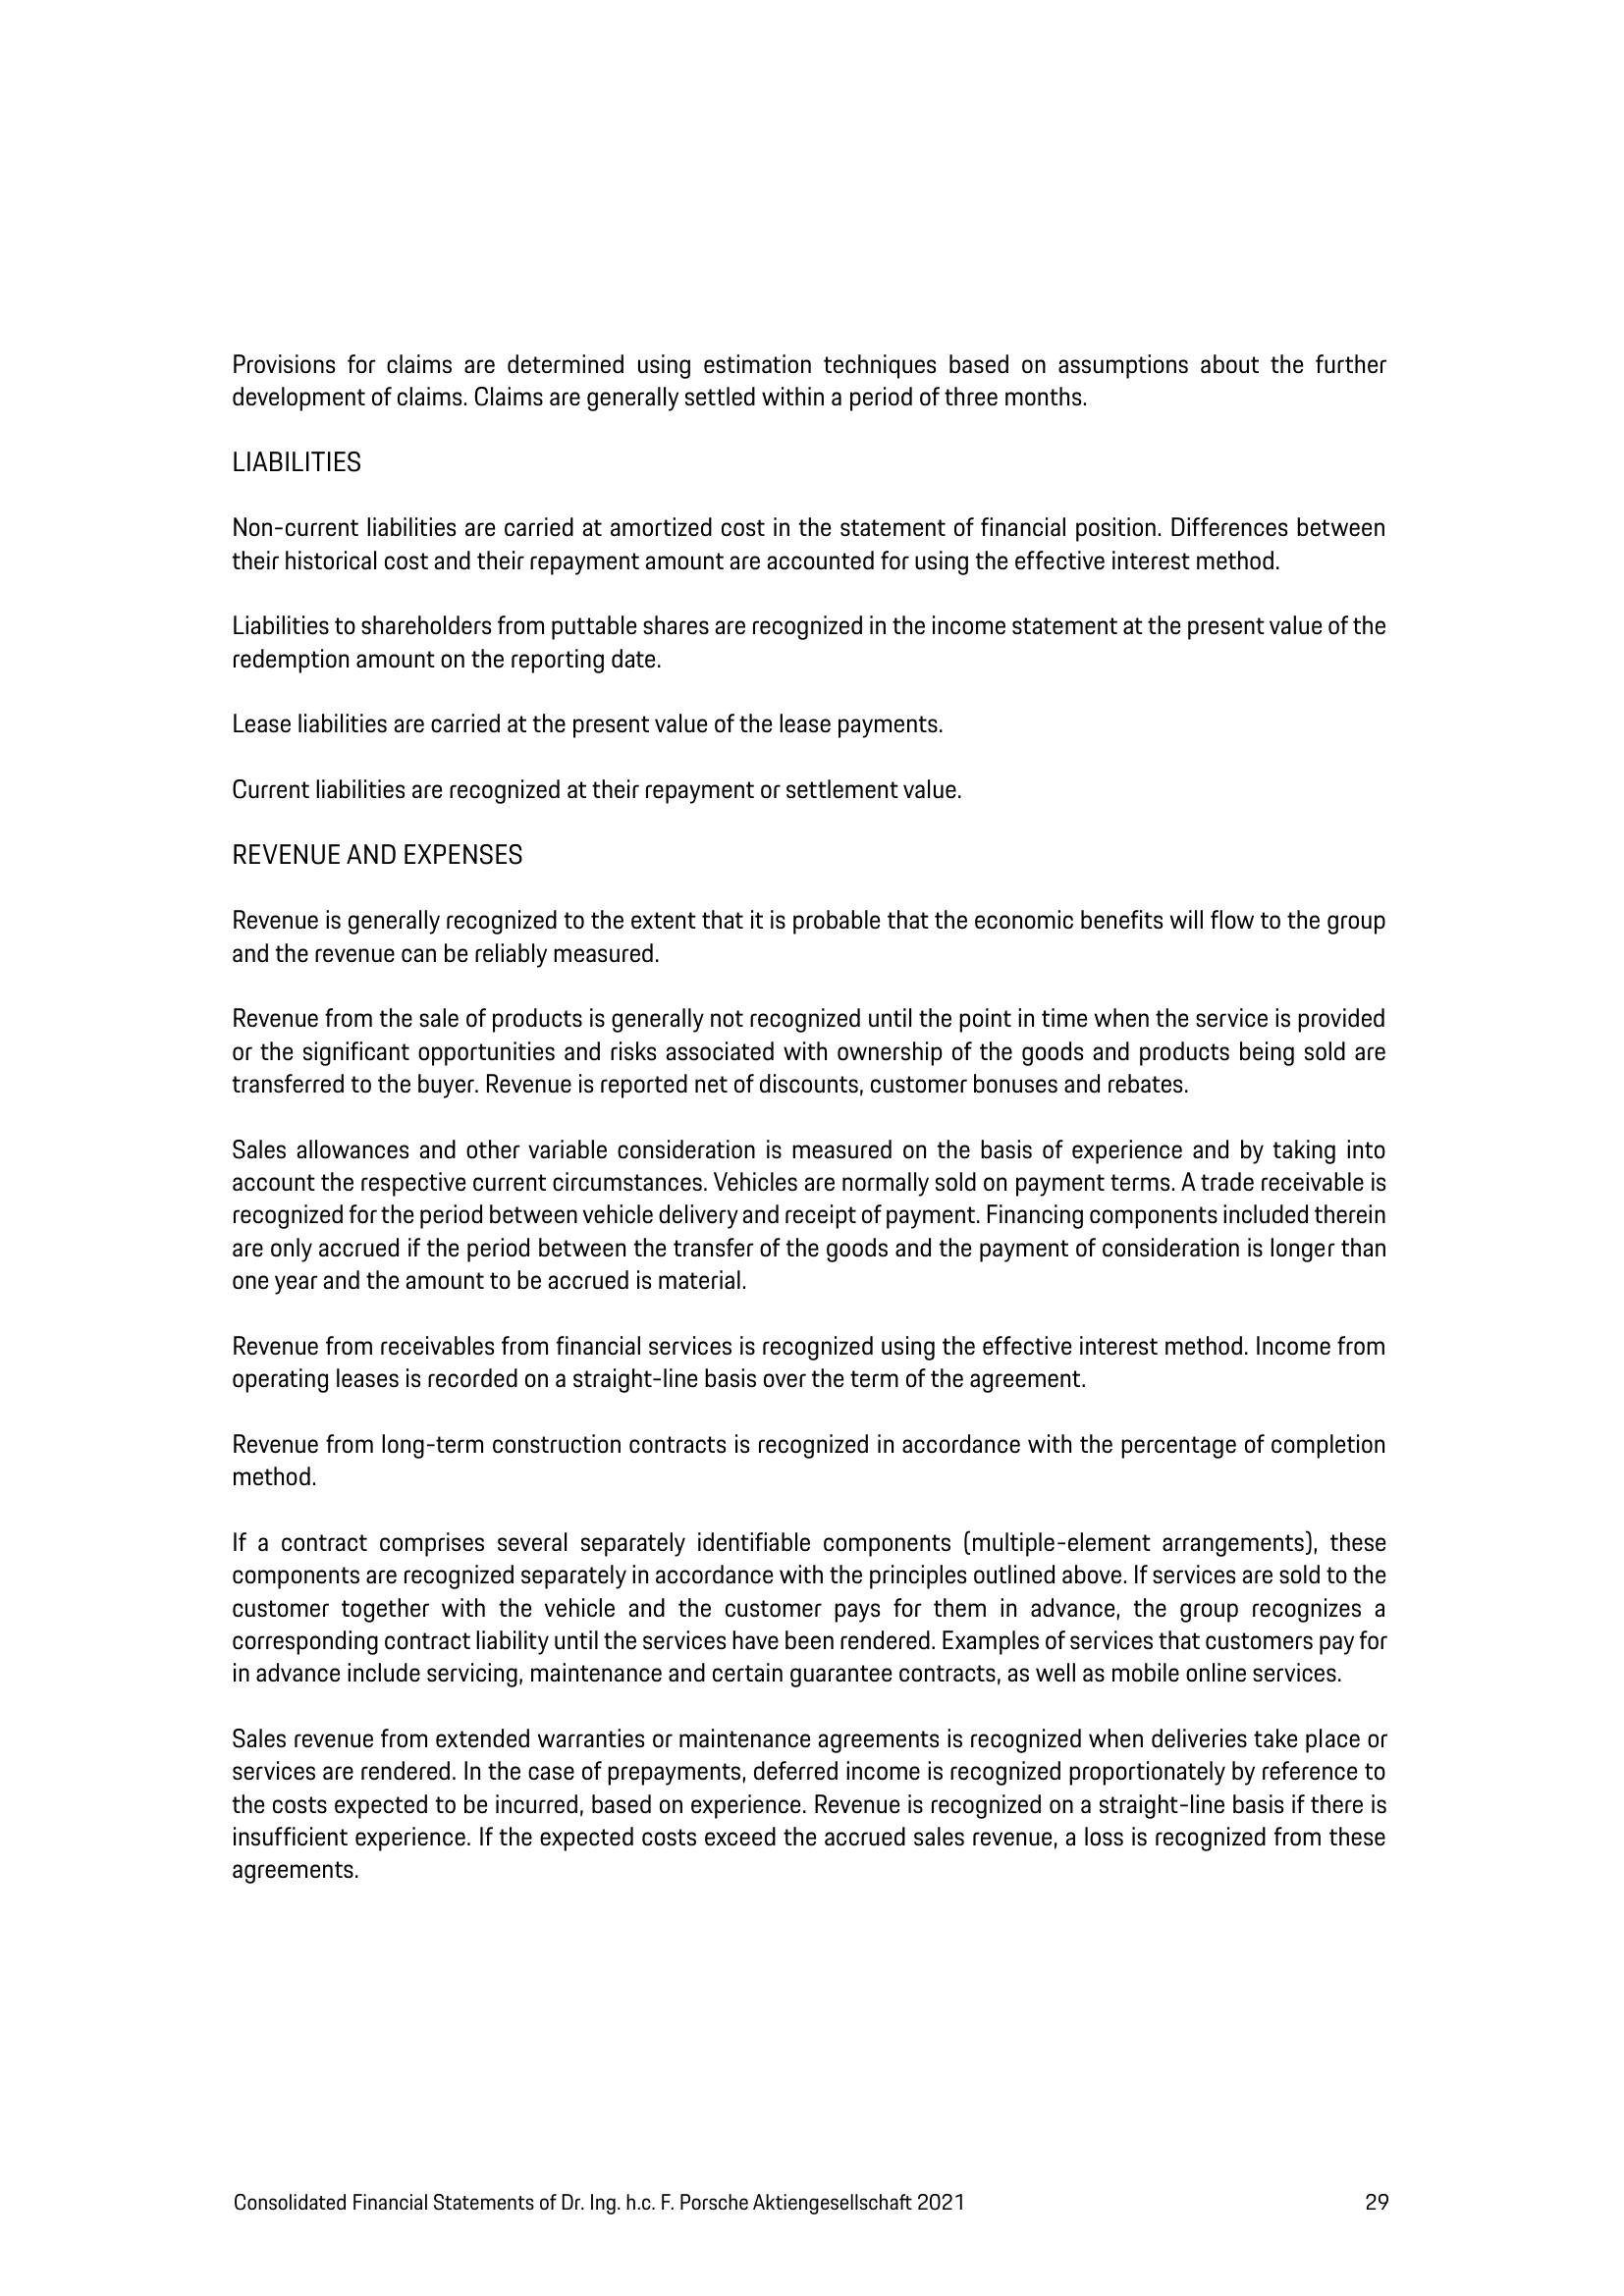 Provisions for claims are determined using estimation techniques based on assumptions about the further
development of claims. Claims are generally settled within a period of three months.
LIABILITIES
Non-current liabilities are carried at amortized cost in the statement of financial position. Differences between
their historical cost and their repayment amount are accounted for using the effective interest method.
Liabilities to shareholders from puttable shares are recognized in the income statement at the present value of the
redemption amount on the reporting date.
Lease liabilities are carried at the present value of the lease payments.
Current liabilities are recognized at their repayment or settlement value.
REVENUE AND EXPENSES
Revenue is generally recognized to the extent that it is probable that the economic benefits will flow to the group
and the revenue can be reliably measured.
Revenue from the sale of products is generally not recognized until the point in time when the service is provided
or the significant opportunities and risks associated with ownership of the goods and products being sold are
transferred to the buyer. Revenue is reported net of discounts, customer bonuses and rebates.
Sales allowances and other variable consideration is measured on the basis of experience and by taking into
account the respective current circumstances. Vehicles are normally sold on payment terms. A trade receivable is
recognized for the period between vehicle delivery and receipt of payment. Financing components included therein
are only accrued if the period between the transfer of the goods and the payment of consideration is longer than
one year and the amount to be accrued is material.
Revenue from receivables from financial services is recognized using the effective interest method. Income from
operating leases is recorded on a straight-line basis over the term of the agreement.
Revenue from long-term construction contracts is recognized in accordance with the percentage of completion
method.
If a contract comprises several separately identifiable components (multiple-element arrangements), these
components are recognized separately in accordance with the principles outlined above. If services are sold to the
customer together with the vehicle and the customer pays for them in advance, the group recognizes a
corresponding contract liability until the services have been rendered. Examples of services that customers pay for
in advance include servicing, maintenance and certain guarantee contracts, as well as mobile online services.
Sales revenue from extended warranties or maintenance agreements is recognized when deliveries take place or
services are rendered. In the case of prepayments, deferred income is recognized proportionately by reference to
the costs expected to be incurred, based on experience. Revenue is recognized on a straight-line basis if there is
insufficient experience. If the expected costs exceed the accrued sales revenue, a loss is recognized from these
agreements.
Consolidated Financial Statements of Dr. Ing. h.c. F. Porsche Aktiengesellschaft 2021 29